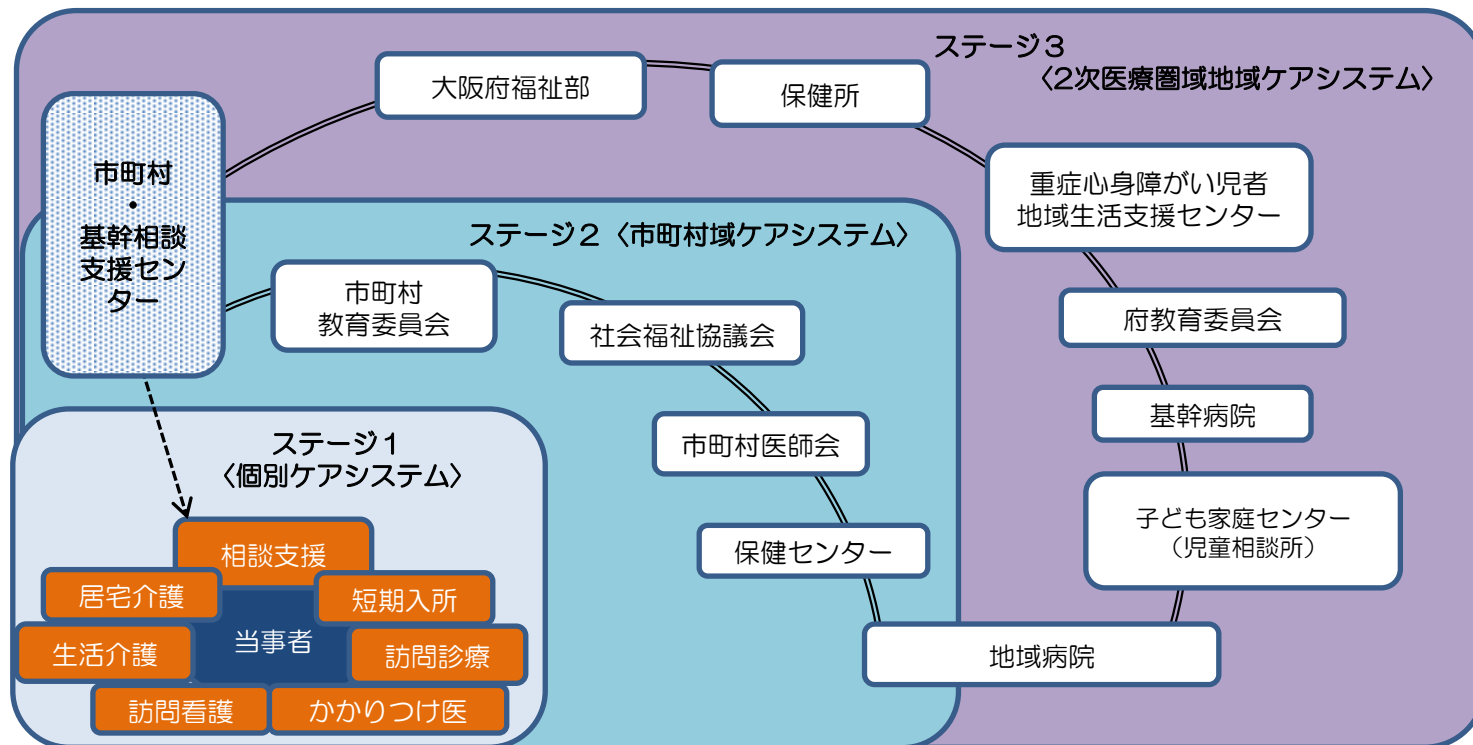 ステージ３
〈2次医療圏域地域ケアシステム〉
大阪府福祉部
保健所
市町村
・
基幹相談
支援セン
ター
重症心身障がい児者
地域生活支援センター
ステージ２〈市町村域ケアシステム〉
市町村
教育委員会
社会福祉協議会
府教育委員会
基幹病院
市町村医師会
ステージ１
〈個別ケアシステム〉
子ども家庭センター
（児童相談所）
保健センター
相談支援
居宅介護
短期入所
当事者
生活介護
訪問診療
地域病院
訪問看護
かかりつけ医